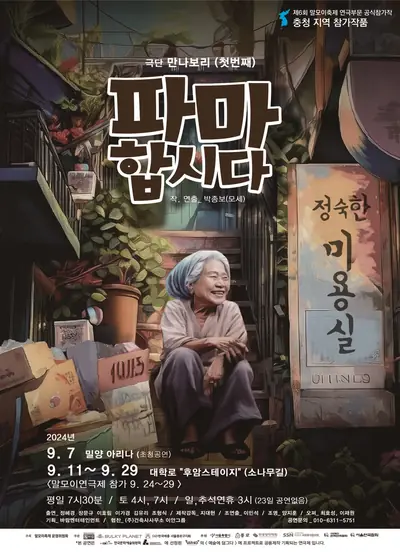 제6회 말모이축제 연극부문 공식참가작
충청 지역 참가작품
극단 만나보리 (첫번째)
파마
합시다
작, 연출_ 박종보(모세)
정숙한
미용실
2024년
9. 7 밀양 아리나 (초청공연)
9. 11~ 9. 29 대학로 "후암스테이지" (소나무길)
<말모이연극제 참가 9. 24~29 >
평일 7시30분 / 토 4시, 7시 / 일,추석연휴 3시 (23일 공연없음)
공연문의 _ 010-6311-5751